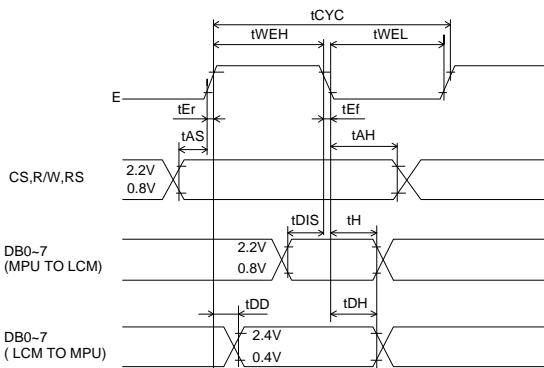 tCYC
tWEH tWEL
E
tEr tEf
tAS tAH
CS,R/W,RS
2.2V
0.8V
tDIS tH
DB0~7
(MPU TO LCM)
2.2V
0.8V
tDD tDH
DB0~7
( LCM TO MPU)
2.4V
0.4V